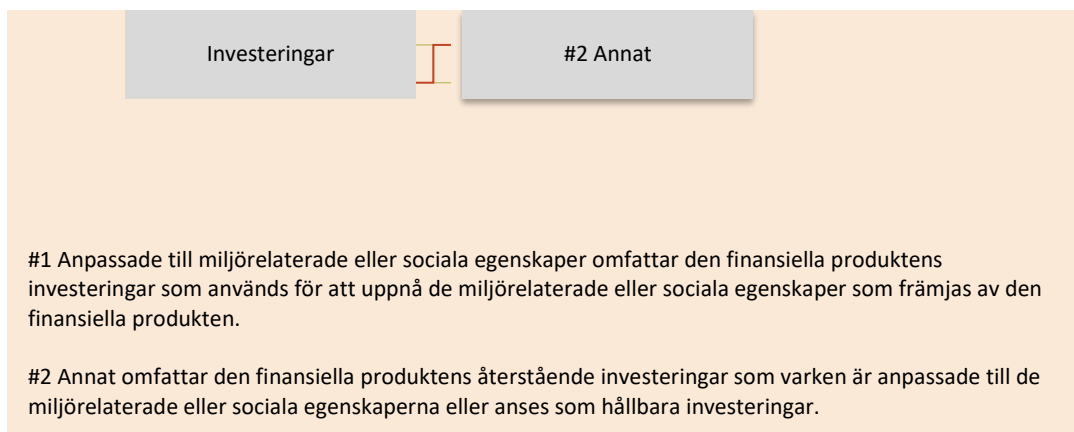 Investeringar
#2 Annat
#1 Anpassade till miljörelaterade eller sociala egenskaper omfattar den finansiella produktens
investeringar som används för att uppnå de miljörelaterade eller sociala egenskaper som främjas av den
finansiella produkten.
#2 Annat omfattar den finansiella produktens återstående investeringar som varken är anpassade till de
miljörelaterade eller sociala egenskaperna eller anses som hållbara investeringar.